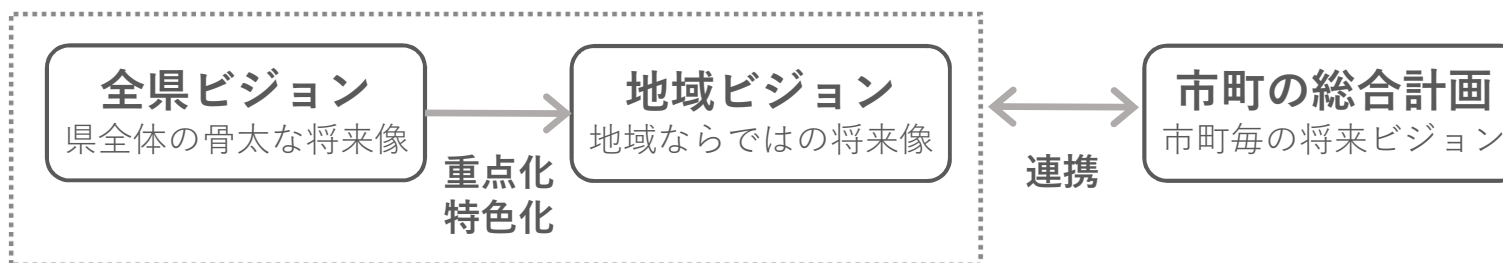 全県ビジョン
県全体の骨太な将来像
重点化
特色化
地域ビジョン
地域ならではの将来像
連携
市町の総合計画
市町毎の将来ビジョン